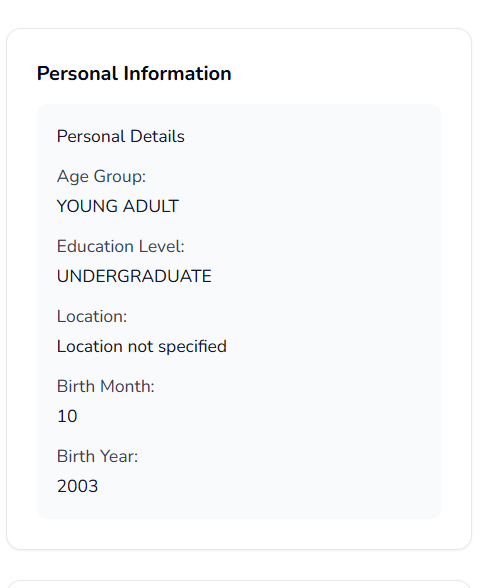 Personal Information
Personal Details
Age Group:
YOUNG ADULT
Education Level:
UNDERGRADUATE
Location:
Location not specified
Birth Month:
10
Birth Year:
2003